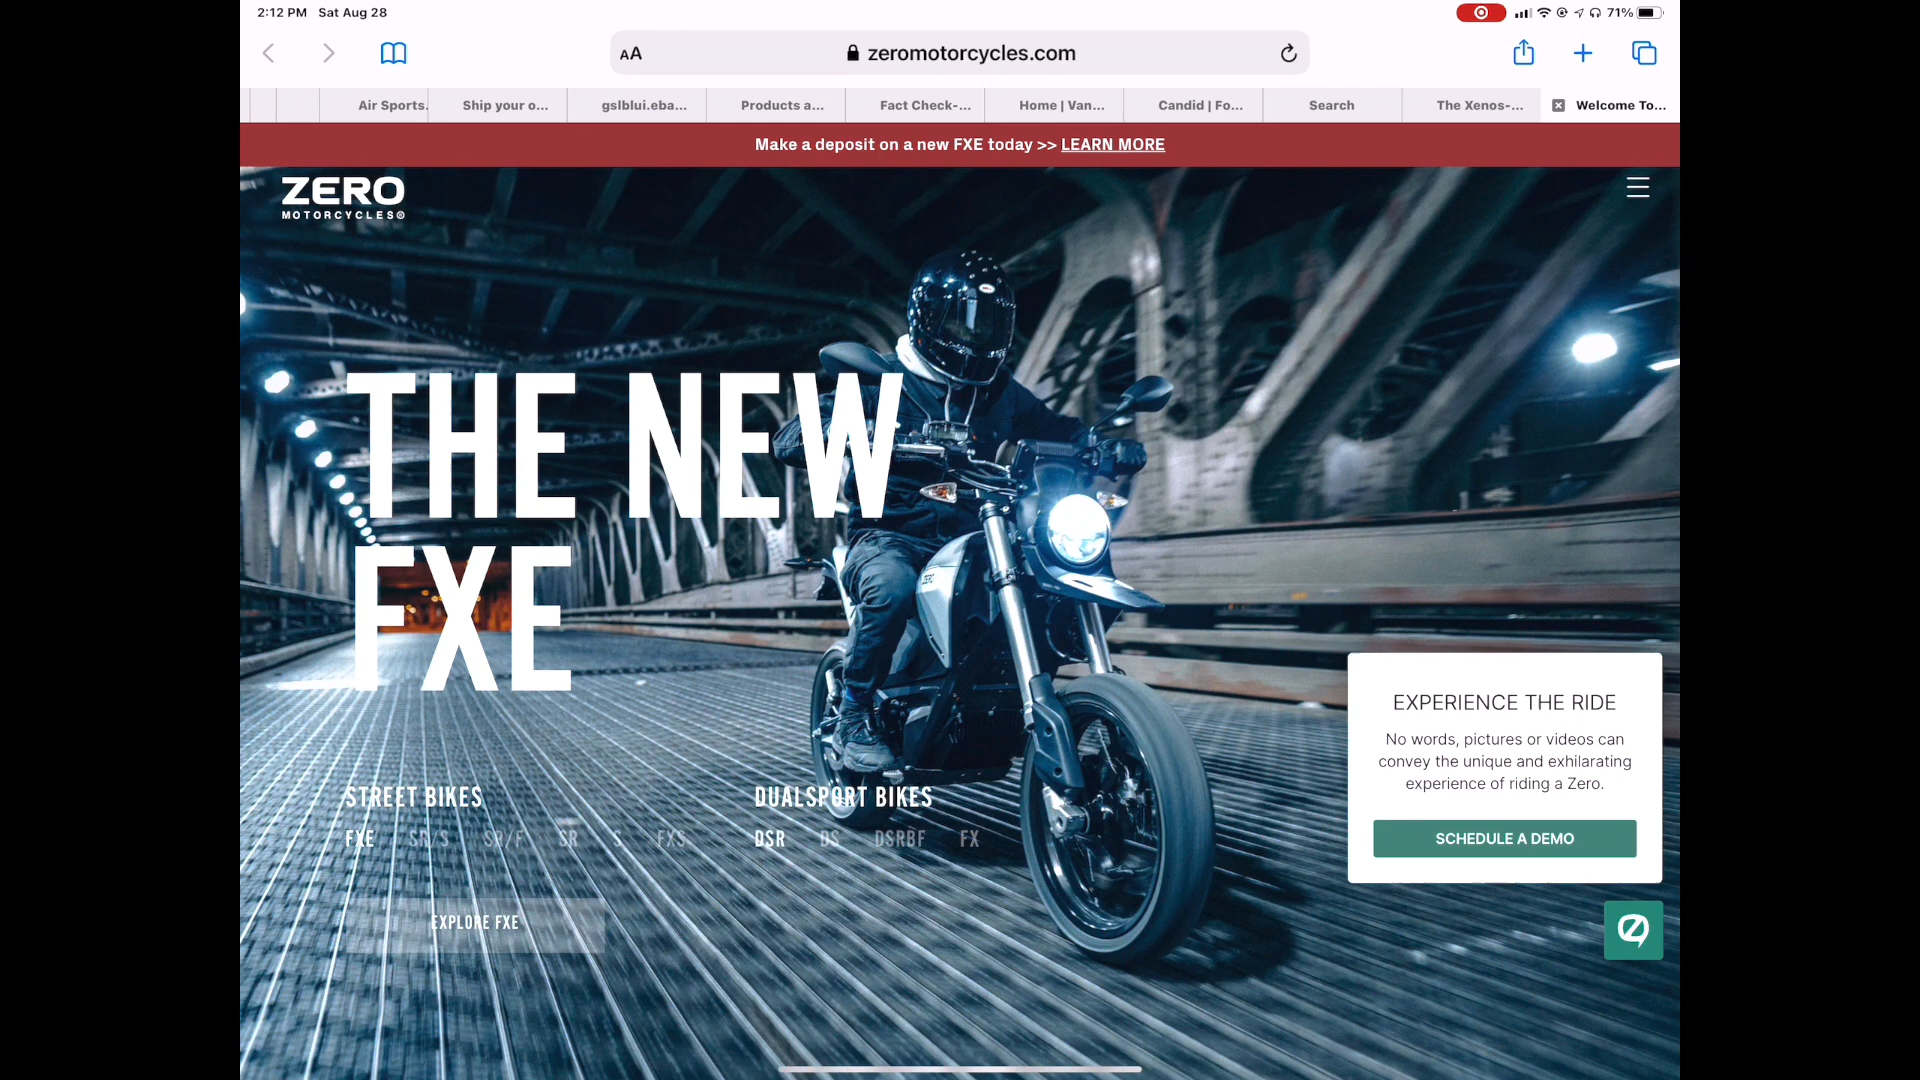 2:12 PM Sat Aug 28
71%
AA
zeromotorcycles.com
Air Sports.
Ship your o...
gslblui.eba...
Products a...
Fact Check-...
Home | Van...
Candid | Fo...
Search
The Xenos-...
Welcome To...
Make a deposit on a new FXE today >> LEARN MORE
ZERO
MOTORCYCLES®
THE NEW
FXE
EXPERIENCE THE RIDE
No words, pictures or videos can
convey the unique and exhilarating
experience of riding a Zero.
SCHEDULE A DEMO
STREET BIKES
FXE SR/S SR/F SR S FXS
DUALSPORT BIKES
DSR DS DSRBF FX
EXPLORE FXE